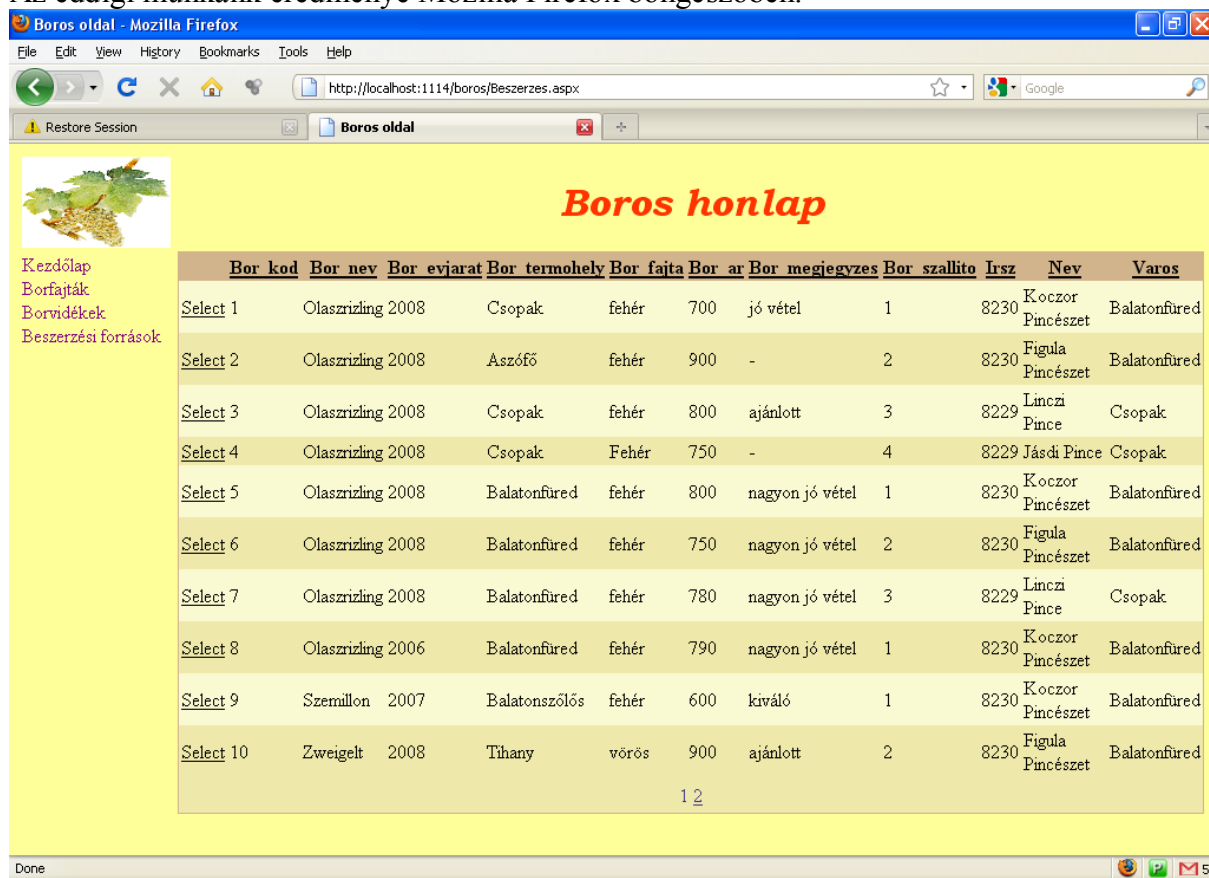 Az eddigi munkánk eredménye Mozilla Firefox böngészőben:
Boros oldal - Mozilla Firefox
File Edit View History Bookmarks Tools Help
http://localhost:1114/boros/Beszerzes.aspx
Google
Restore Session
Boros oldal
Boros honlap
Kezdőlap
Borfajták
Borvidékek
Beszerzési források
Bor_kod Bor_nev Bor_evjarat Bor_termohely Bor_fajta Bor_ar Bor_megjegyzes Bor_szallito Irsz Nev Varos
Select 1 Olaszrizling 2008 Csopak fehér 700 jó vétel 1 8230 Koczor Pincészet Balatonfüred
Select 2 Olaszrizling 2008 Aszófő fehér 900 - 2 8230 Figula Pincészet Balatonfüred
Select 3 Olaszrizling 2008 Csopak fehér 800 ajánlott 3 8229 Linczi Pince Csopak
Select 4 Olaszrizling 2008 Csopak Fehér 750 - 4 8229 Jásdi Pince Csopak
Select 5 Olaszrizling 2008 Balatonfüred fehér 800 nagyon jó vétel 1 8230 Koczor Pincészet Balatonfüred
Select 6 Olaszrizling 2008 Balatonfüred fehér 750 nagyon jó vétel 2 8230 Figula Pincészet Balatonfüred
Select 7 Olaszrizling 2008 Balatonfüred fehér 780 nagyon jó vétel 3 8229 Linczi Pince Csopak
Select 8 Olaszrizling 2006 Balatonfüred fehér 790 nagyon jó vétel 1 8230 Koczor Pincészet Balatonfüred
Select 9 Szemillon 2007 Balatonszőlős fehér 600 kiváló 1 8230 Koczor Pincészet Balatonfüred
Select 10 Zweigelt 2008 Tihany vörös 900 ajánlott 2 8230 Figula Pincészet Balatonfüred
1 2
Done
5